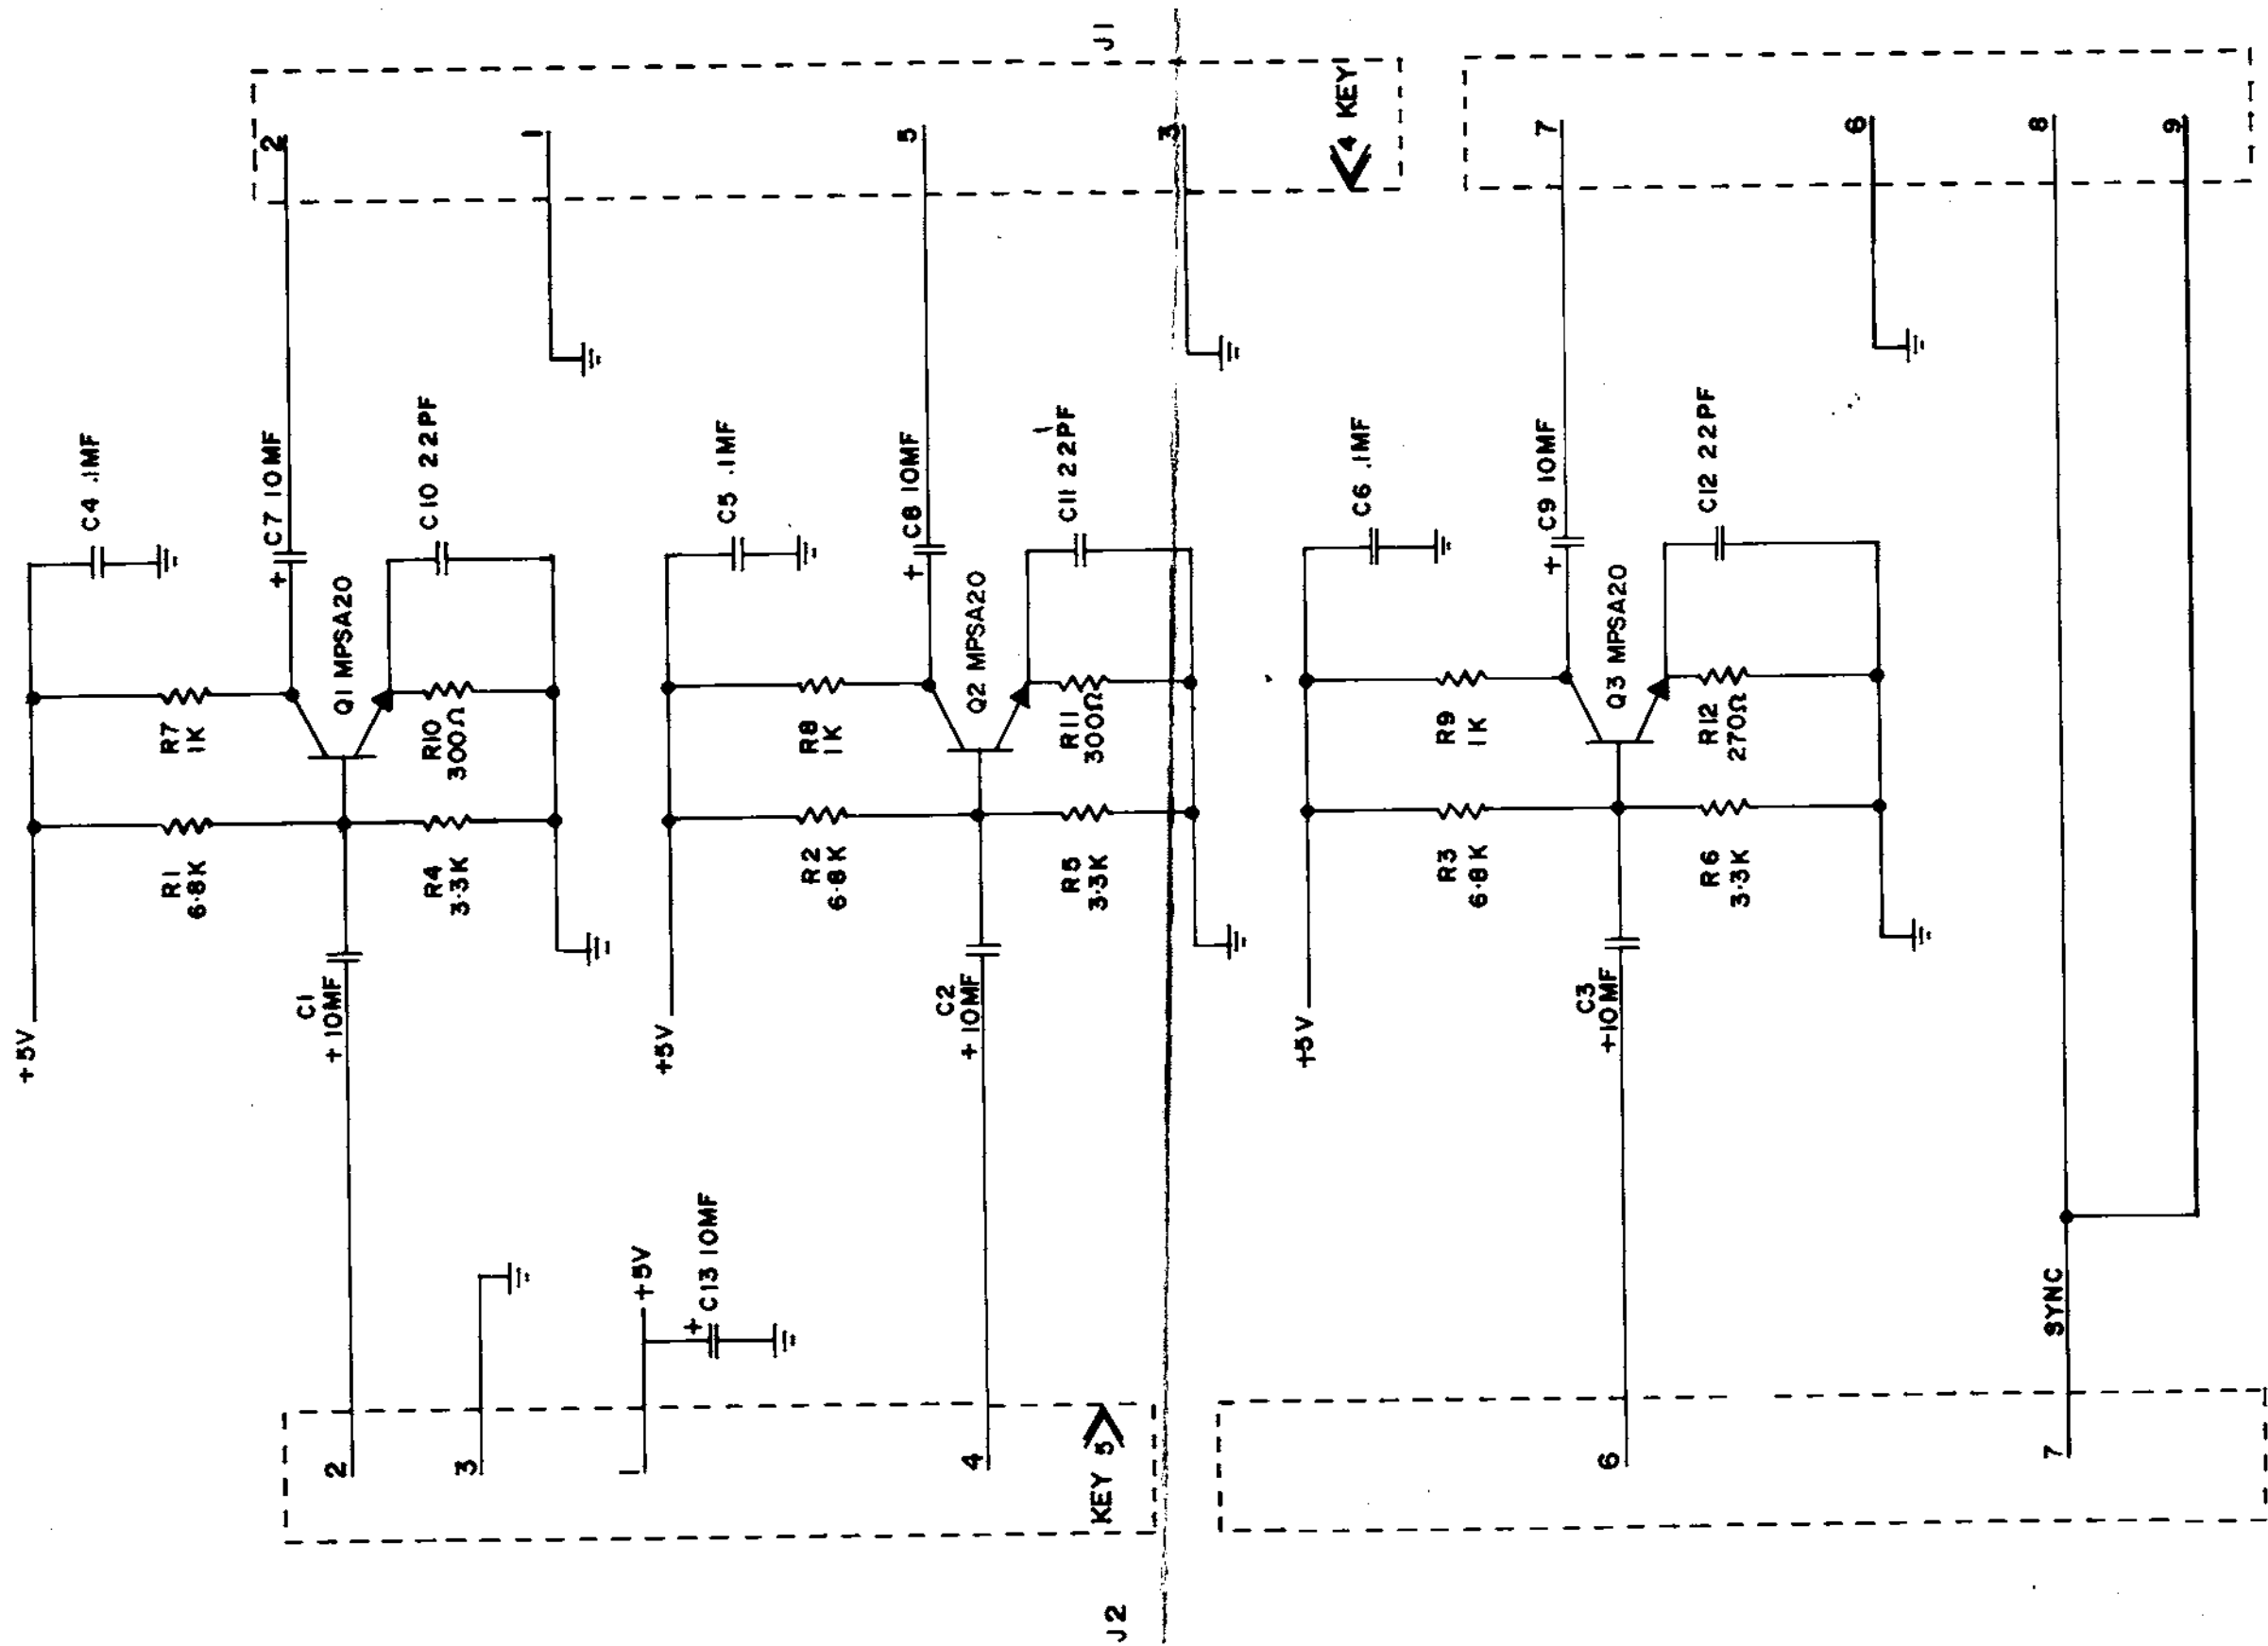 +5V
R1
6.8K
R7
1K
C4 .1MF
C7 10MF
+
2
Q1 MPSA20
C1
+ 10MF
2
R4
3.3K
R10
300Ω
C10 22PF
1
3
+5V
R2
6.8K
R8
1K
C5 .1MF
1
+5V
+
C13 10MF
C8 10MF
+
5
Q2 MPSA20
C2
+ 10MF
4
R5
3.3K
R11
300Ω
C11 22PF
3
KEY 5
J2
J1
4 KEY
+5V
R3
6.8K
R9
1K
C6 .1MF
C9 10MF
+
7
Q3 MPSA20
C3
+10MF
6
R6
3.3K
R12
270Ω
C12 22PF
6
SYNC
7
8
9